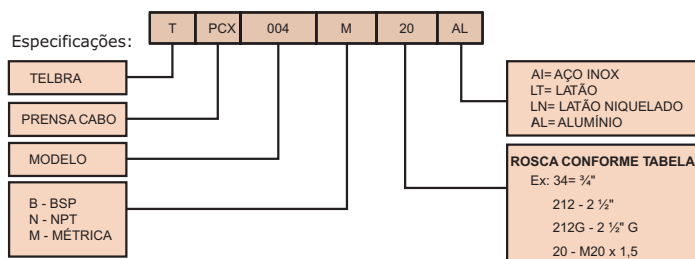 T PCX 004 M 20 AL
Especificações:
TELBRA
PRENSA CABO
MODELO
B - BSP
N - NPT
M - MÉTRICA
AI= AÇO INOX
LT= LATÃO
LN= LATÃO NIQUELADO
AL= ALUMÍNIO
ROSCA CONFORME TABELA
Ex: 34= ¾"
212 - 2 ½"
212G - 2 ½" G
20 - M20 x 1,5